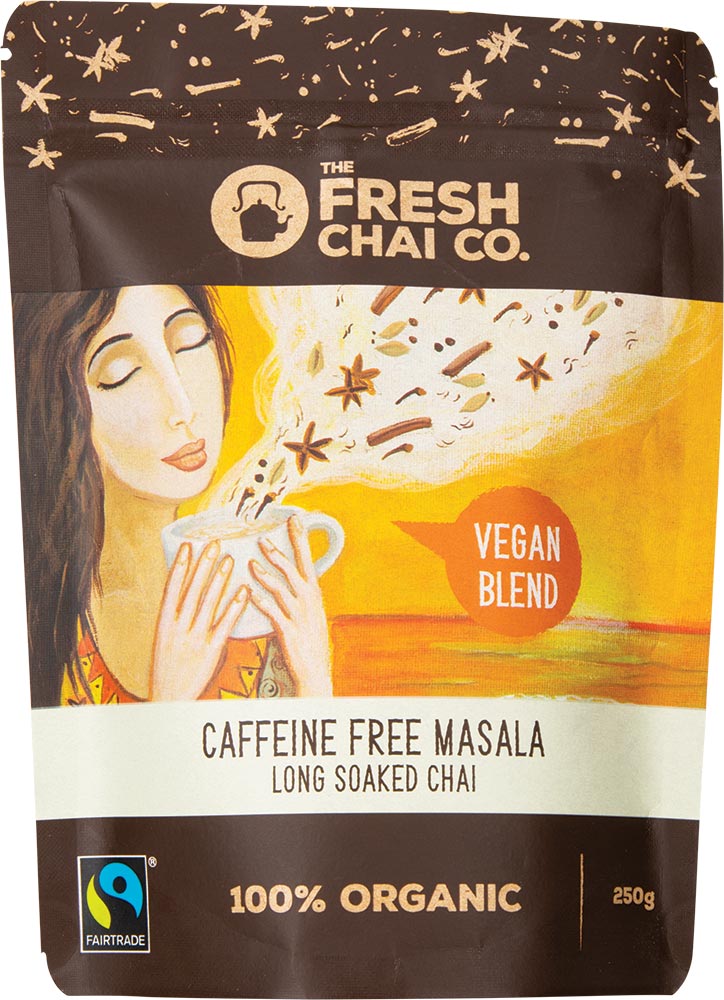 THE
FRESH
CHAI CO.
VEGAN
BLEND
CAFFEINE FREE MASALA
LONG SOAKED CHAI
®
FAIRTRADE
100% ORGANIC
250g